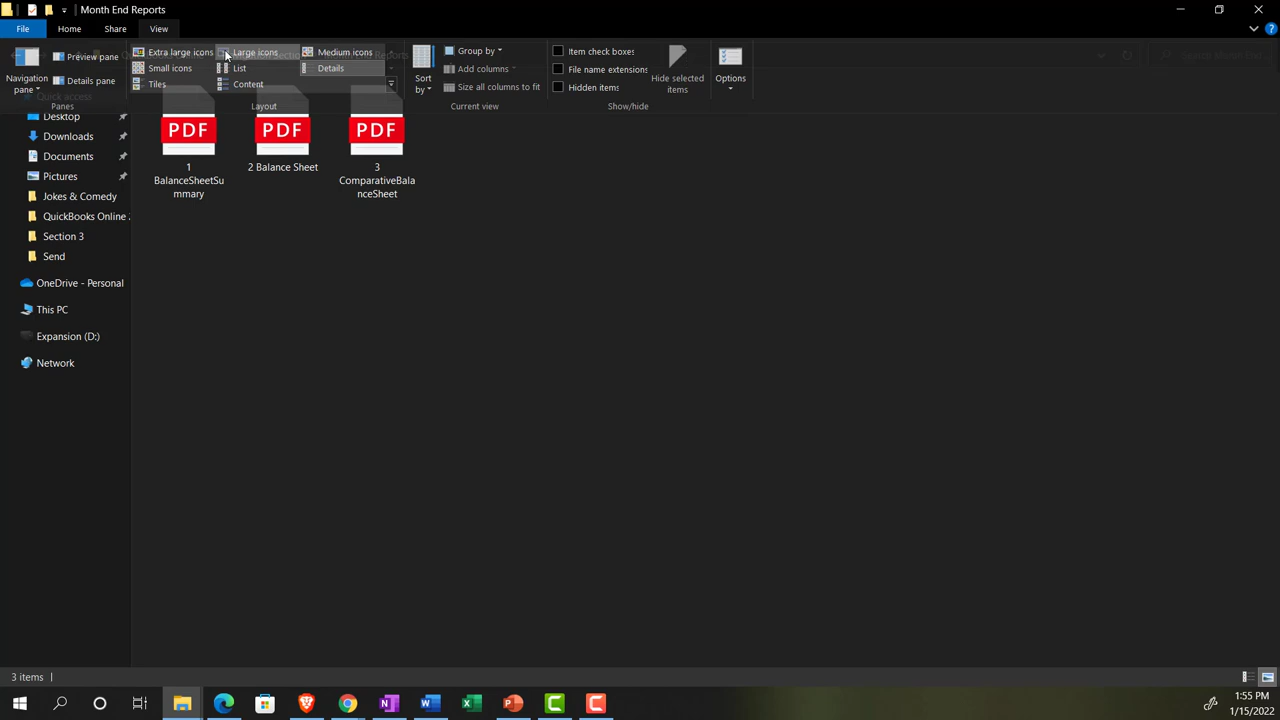 Month End Reports
File
Home
Share
View
Navigation pane
Preview pane
Details pane
Panes
Extra large icons
Large icons
Medium icons
Small icons
List
Details
Tiles
Content
Layout
Sort by
Group by
Add columns
Size all columns to fit
Current view
Item check boxes
File name extensions
Hidden items
Hide selected items
Show/hide
Options
Quick access
Desktop
Downloads
Documents
Pictures
Jokes & Comedy
QuickBooks Online 2
Section 3
Send
OneDrive - Personal
This PC
Expansion (D:)
Network
PDF
1
BalanceSheetSu
mmary
PDF
2 Balance Sheet
PDF
3
ComparativeBala
nceSheet
3 items
1:55 PM
1/15/2022